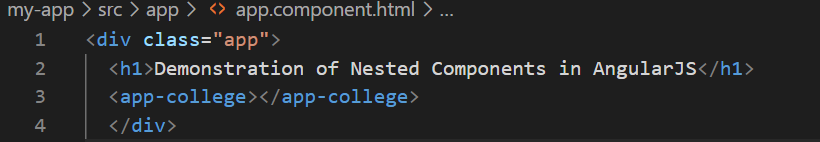 my-app > src > app > <> app.component.html > ...
1 <div class="app">
2 <h1>Demonstration of Nested Components in AngularJS</h1>
3 <app-college></app-college>
4 </div>